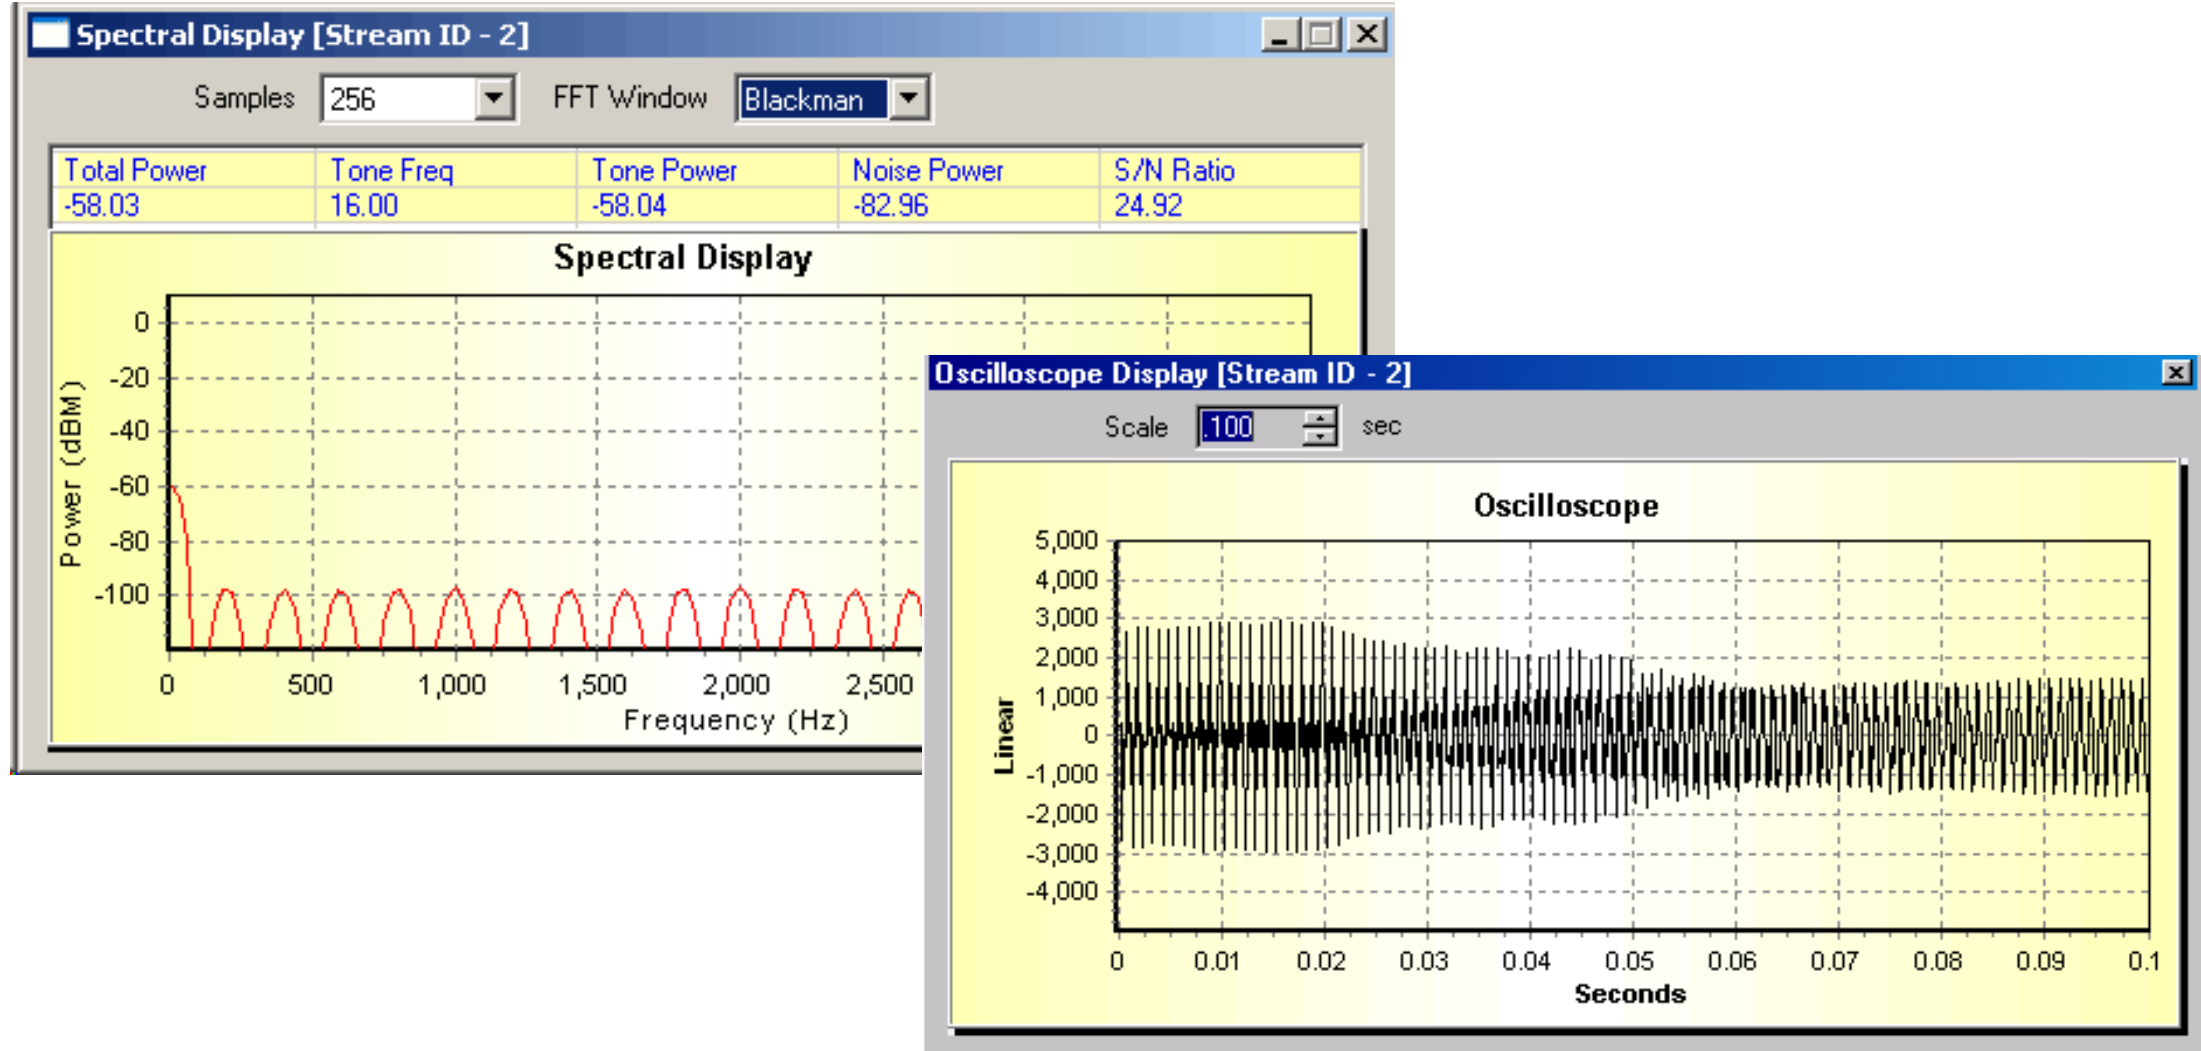 Spectral Display [Stream ID - 2]
Samples 256 FFT Window Blackman
Total Power Tone Freq Tone Power Noise Power S/N Ratio
-58.03 16.00 -58.04 -82.96 24.92
Spectral Display
Power (dBM)
0
-20
-40
-60
-80
-100
0 500 1,000 1,500 2,000 2,500
Frequency (Hz)
Oscilloscope Display [Stream ID - 2]
Scale .100 sec
Oscilloscope
Linear
5,000
4,000
3,000
2,000
1,000
0
-1,000
-2,000
-3,000
-4,000
0 0.01 0.02 0.03 0.04 0.05 0.06 0.07 0.08 0.09 0.1
Seconds